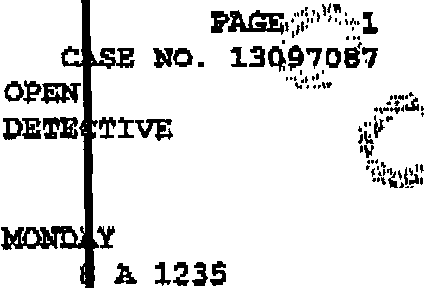 PAGE 1
CASE NO. 13097087
OPEN
DETECTIVE
MONDAY
A 1235